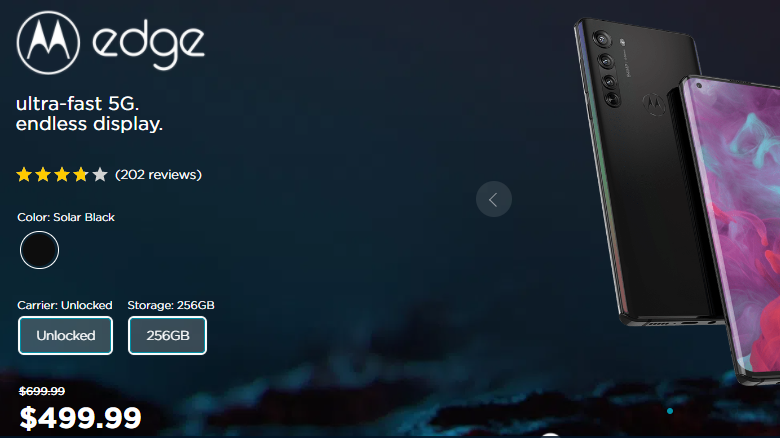 edge
ultra-fast 5G.
endless display.
(202 reviews)
Color: Solar Black
Carrier: Unlocked Storage: 256GB
Unlocked 256GB
$699.99
$499.99